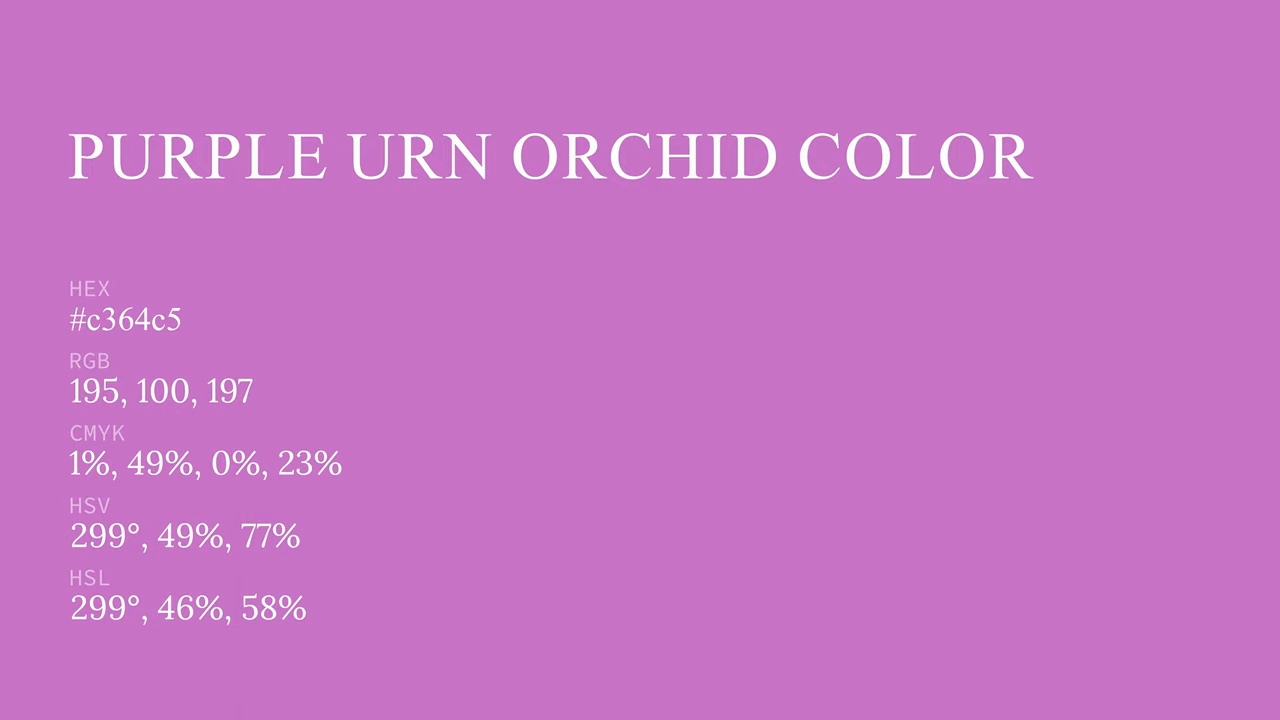 PURPLE URN ORCHID COLOR
HEX
#c364c5
RGB
195, 100, 197
CMYK
1%, 49%, 0%, 23%
HSV
299°, 49%, 77%
HSL
299°, 46%, 58%